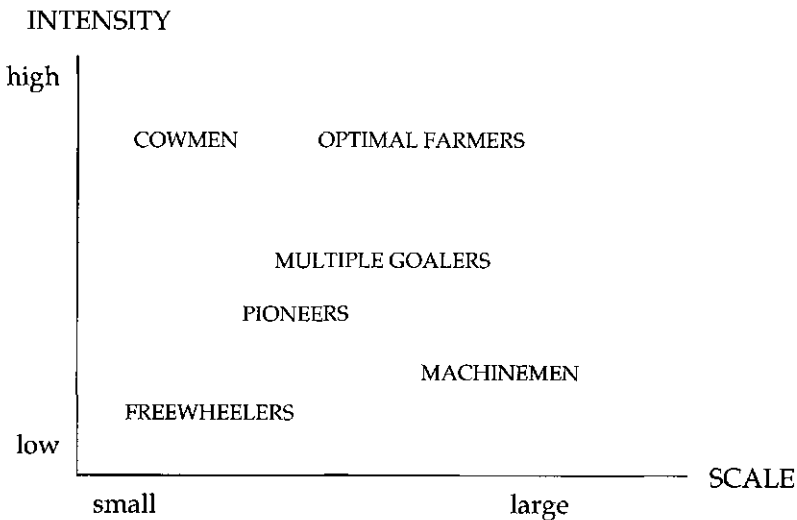 INTENSITY
high
COWMEN OPTIMAL FARMERS
MULTIPLE GOALERS
PIONEERS
MACHINEMEN
FREEWHEELERS
low
SCALE
small large